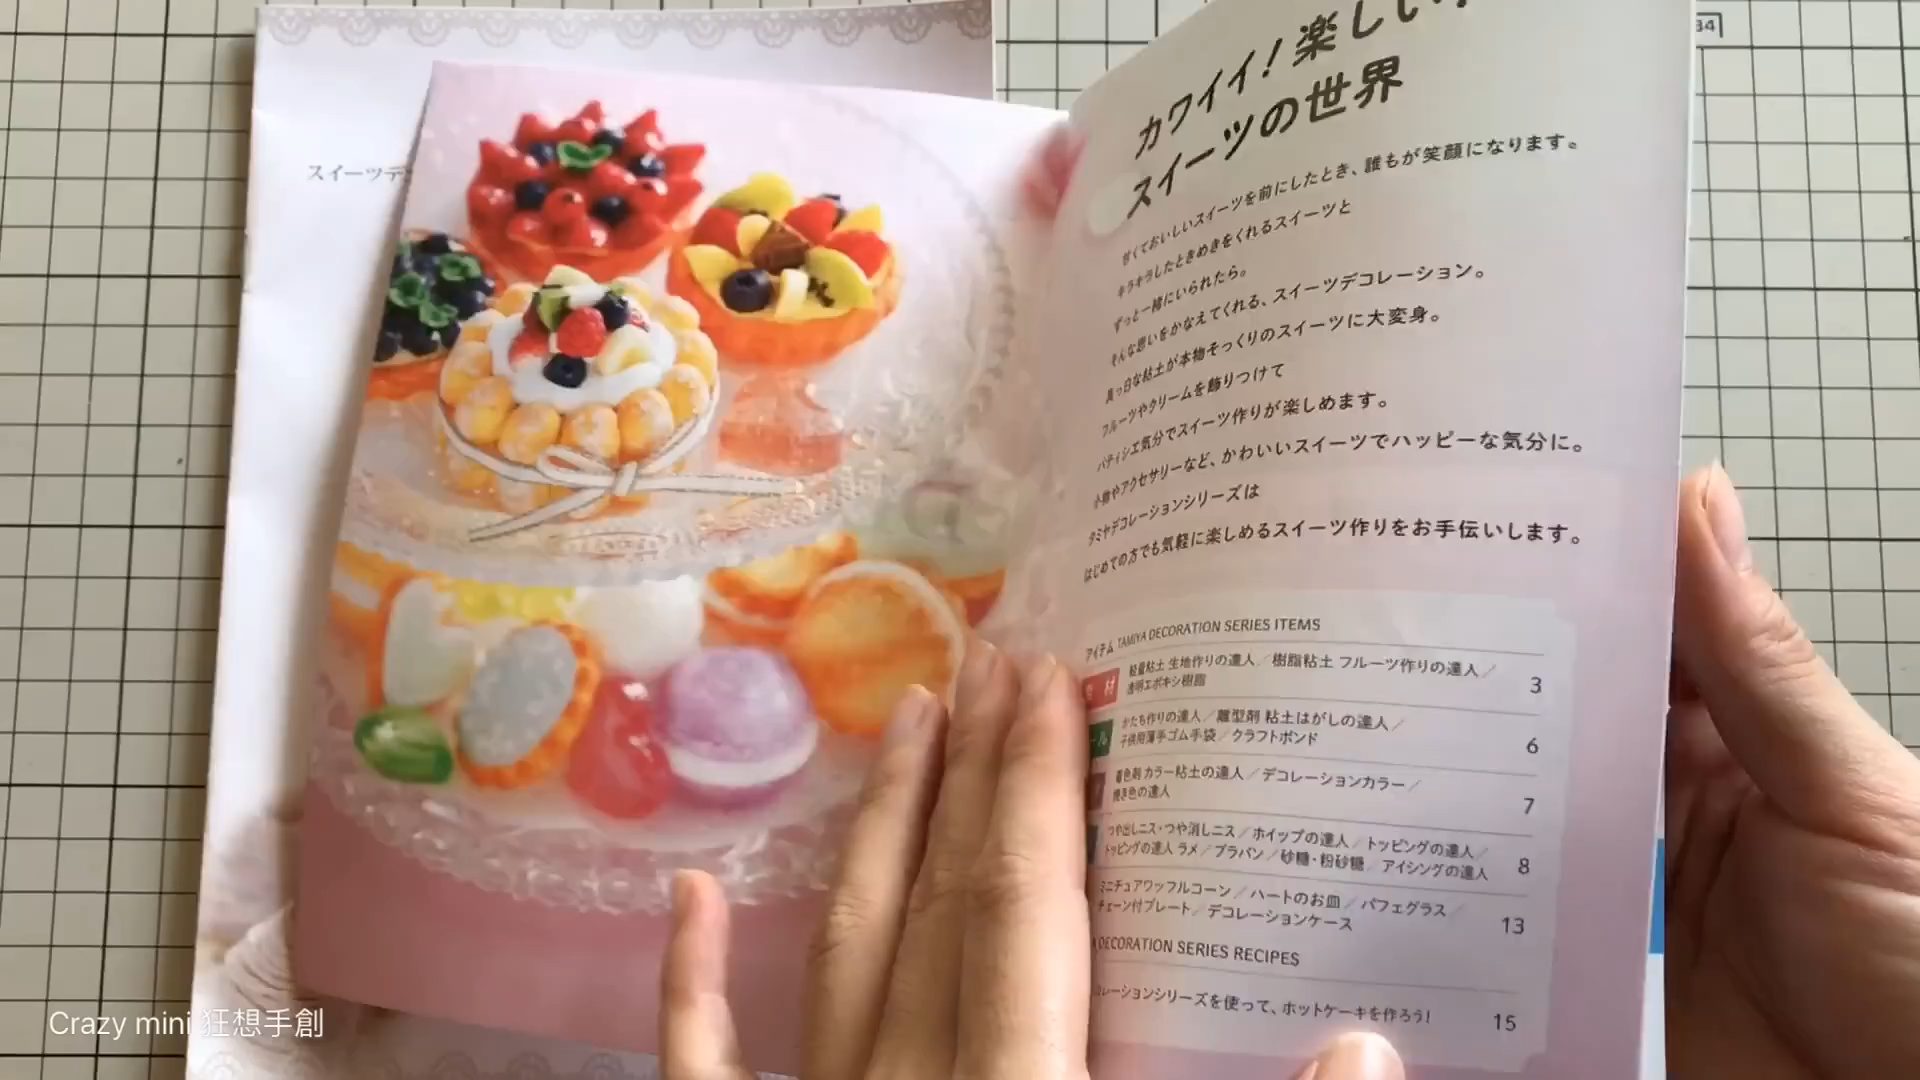 34
スイーツデ
カワイイ！楽しい
スイーツの世界
甘くておいしいスイーツを前にしたとき、誰もが笑顔になります。
キラキラしたときめきをくれるスイーツと
ずっと一緒にいられたら。
そんな思いをかなえてくれる、スイーツデコレーション。
真っ白な粘土が本物そっくりのスイーツに大変身。
フルーツやクリームを飾りつけて
パティシエ気分でスイーツ作りが楽しめます。
小物やアクセサリーなど、かわいいスイーツでハッピーな気分に。
タミヤデコレーションシリーズは
はじめての方でも気軽に楽しめるスイーツ作りをお手伝いします。
アイテム TAMIYA DECORATION SERIES ITEMS
材 軽量粘土 生地作りの達人／樹脂粘土 フルーツ作りの達人／
透明エポキシ樹脂 3
ール かたち作りの達人／離型剤 粘土はがしの達人／
子供用薄手ゴム手袋／クラフトボンド 6
着色剤 カラー粘土の達人／デコレーションカラー／
焼き色の達人 7
つや出しニス・つや消しニス／ホイップの達人／トッピングの達人／
トッピングの達人 ラメ／プラバン／砂糖・粉砂糖／アイシングの達人 8
ミニチュアワッフルコーン／ハートのお皿／パフェグラス／
チェーン付プレート／デコレーションケース 13
DECORATION SERIES RECIPES
レーションシリーズを使って、ホットケーキを作ろう! 15
Crazy mini 狂想手創